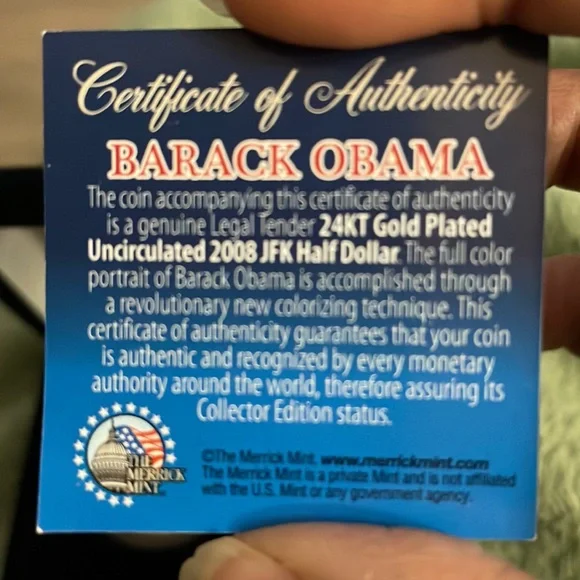 Certificate of Authenticity
BARACK OBAMA
The coin accompanying this certificate of authenticity
is a genuine Legal Tender 24KT Gold Plated
Uncirculated 2008 JFK Half Dollar. The full color
portrait of Barack Obama is accomplished through
a revolutionary new colorizing technique. This
certificate of authenticity guarantees that your coin
is authentic and recognized by every monetary
authority around the world, therefore assuring its
Collector Edition status.
THE
MERRICK
MINT
©The Merrick Mint, www.merrickmint.com
The Merrick Mint is a private Mint and is not affiliated
with the U.S. Mint or any government agency.